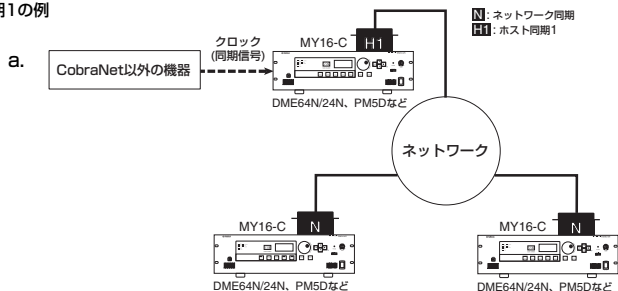 期1の例
N : ネットワーク同期
H1 : ホスト同期1
a.
CobraNet以外の機器
クロック
(同期信号)
MY16-C
H1
DME64N/24N、PM5Dなど
ネットワーク
MY16-C
N
DME64N/24N、PM5Dなど
MY16-C
N
DME64N/24N、PM5Dなど